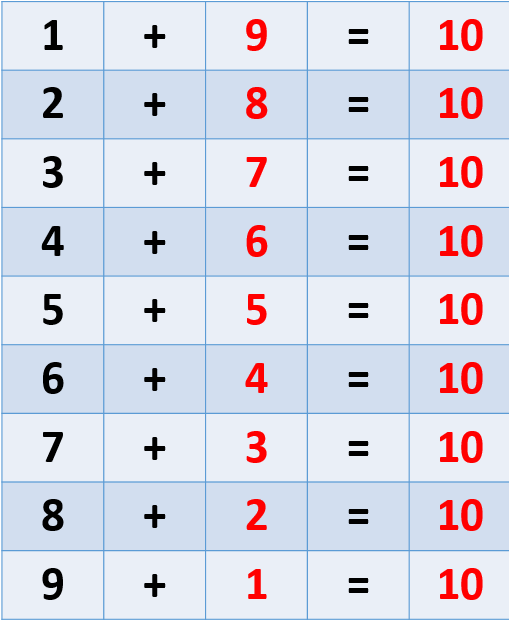 1 + 9 = 10
2 + 8 = 10
3 + 7 = 10
4 + 6 = 10
5 + 5 = 10
6 + 4 = 10
7 + 3 = 10
8 + 2 = 10
9 + 1 = 10